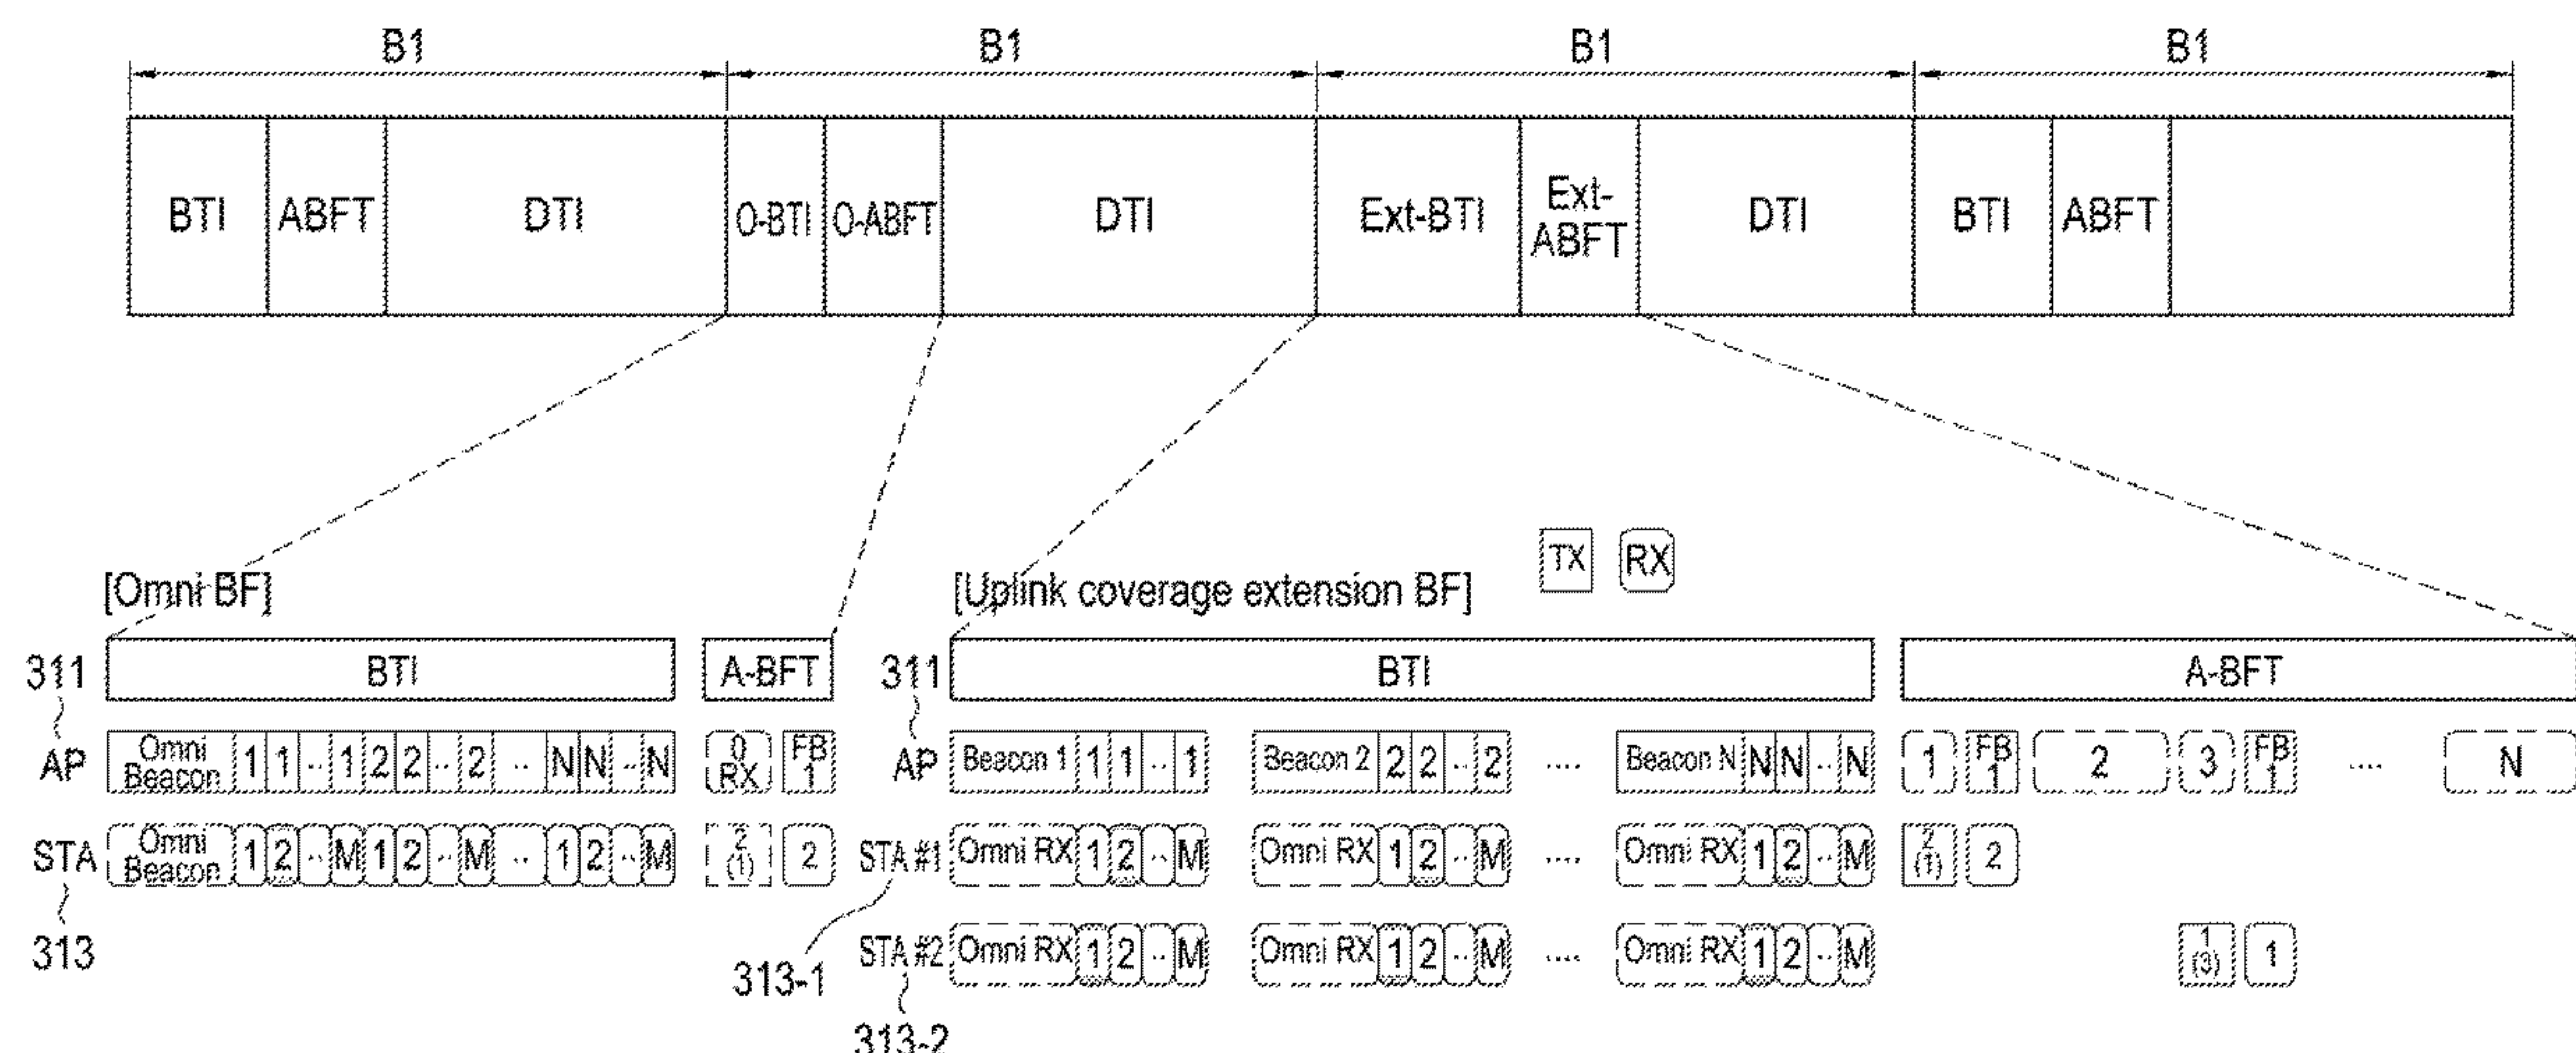 B1 B1 B1 B1
BTI ABFT DTI O-BTI O-ABFT DTI Ext-BTI Ext-ABFT DTI BTI ABFT
TX RX
[Omni BF] [Uplink coverage extension BF]
311 BTI A-BFT 311 BTI A-BFT
AP Omni Beacon 1 1 .. 1 2 2 .. 2 .. N N .. N 0 RX FB 1 AP Beacon 1 1 1 .. 1 Beacon 2 2 2 .. 2 .... Beacon N N N .. N 1 FB 1 2 3 FB 1 .... N
STA Omni Beacon 1 2 .. M 1 2 .. M .. 1 2 .. M 2 (1) 2 STA #1 Omni RX 1 2 .. M Omni RX 1 2 .. M .... Omni RX 1 2 .. M 2 (1) 2
313 313-1 STA #2 Omni RX 1 2 .. M Omni RX 1 2 .. M .... Omni RX 1 2 .. M 1 (3) 1
313-2